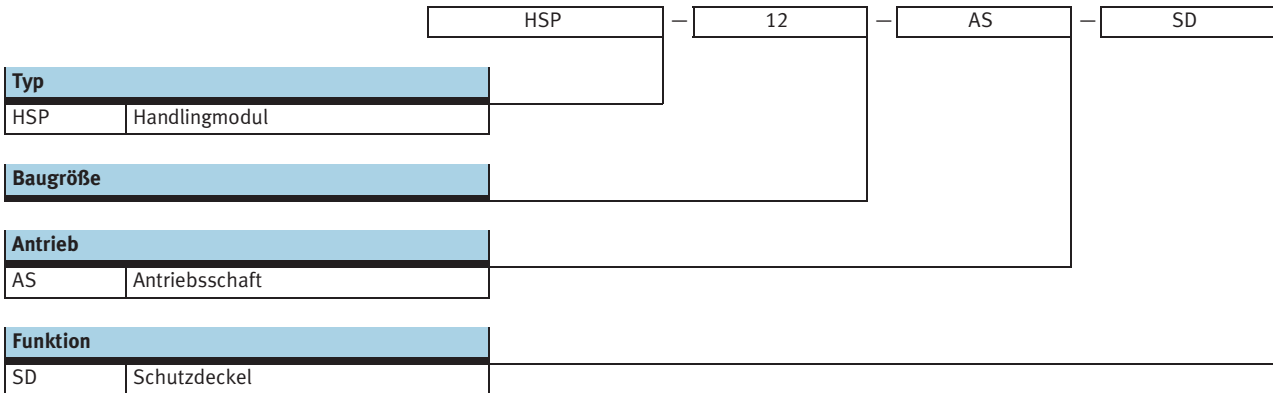 HSP — 12 — AS — SD
Typ
HSP Handlingmodul
Baugröße
Antrieb
AS Antriebsschaft
Funktion
SD Schutzdeckel